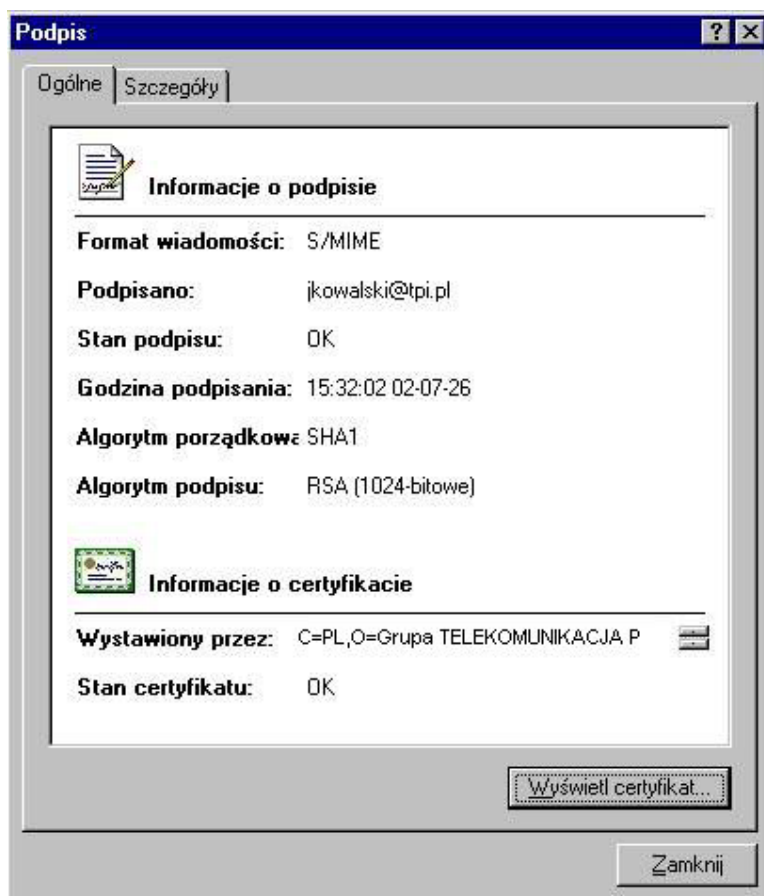 Podpis
Ogólne Szczegóły
Informacje o podpisie
Format wiadomości: S/MIME
Podpisano: jkowalski@tpi.pl
Stan podpisu: OK
Godzina podpisania: 15:32:02 02-07-26
Algorytm porządkowa SHA1
Algorytm podpisu: RSA (1024-bitowe)
Informacje o certyfikacie
Wystawiony przez: C=PL,O=Grupa TELEKOMUNIKACJA P
Stan certyfikatu: OK
Wyświetl certyfikat...
Zamknij